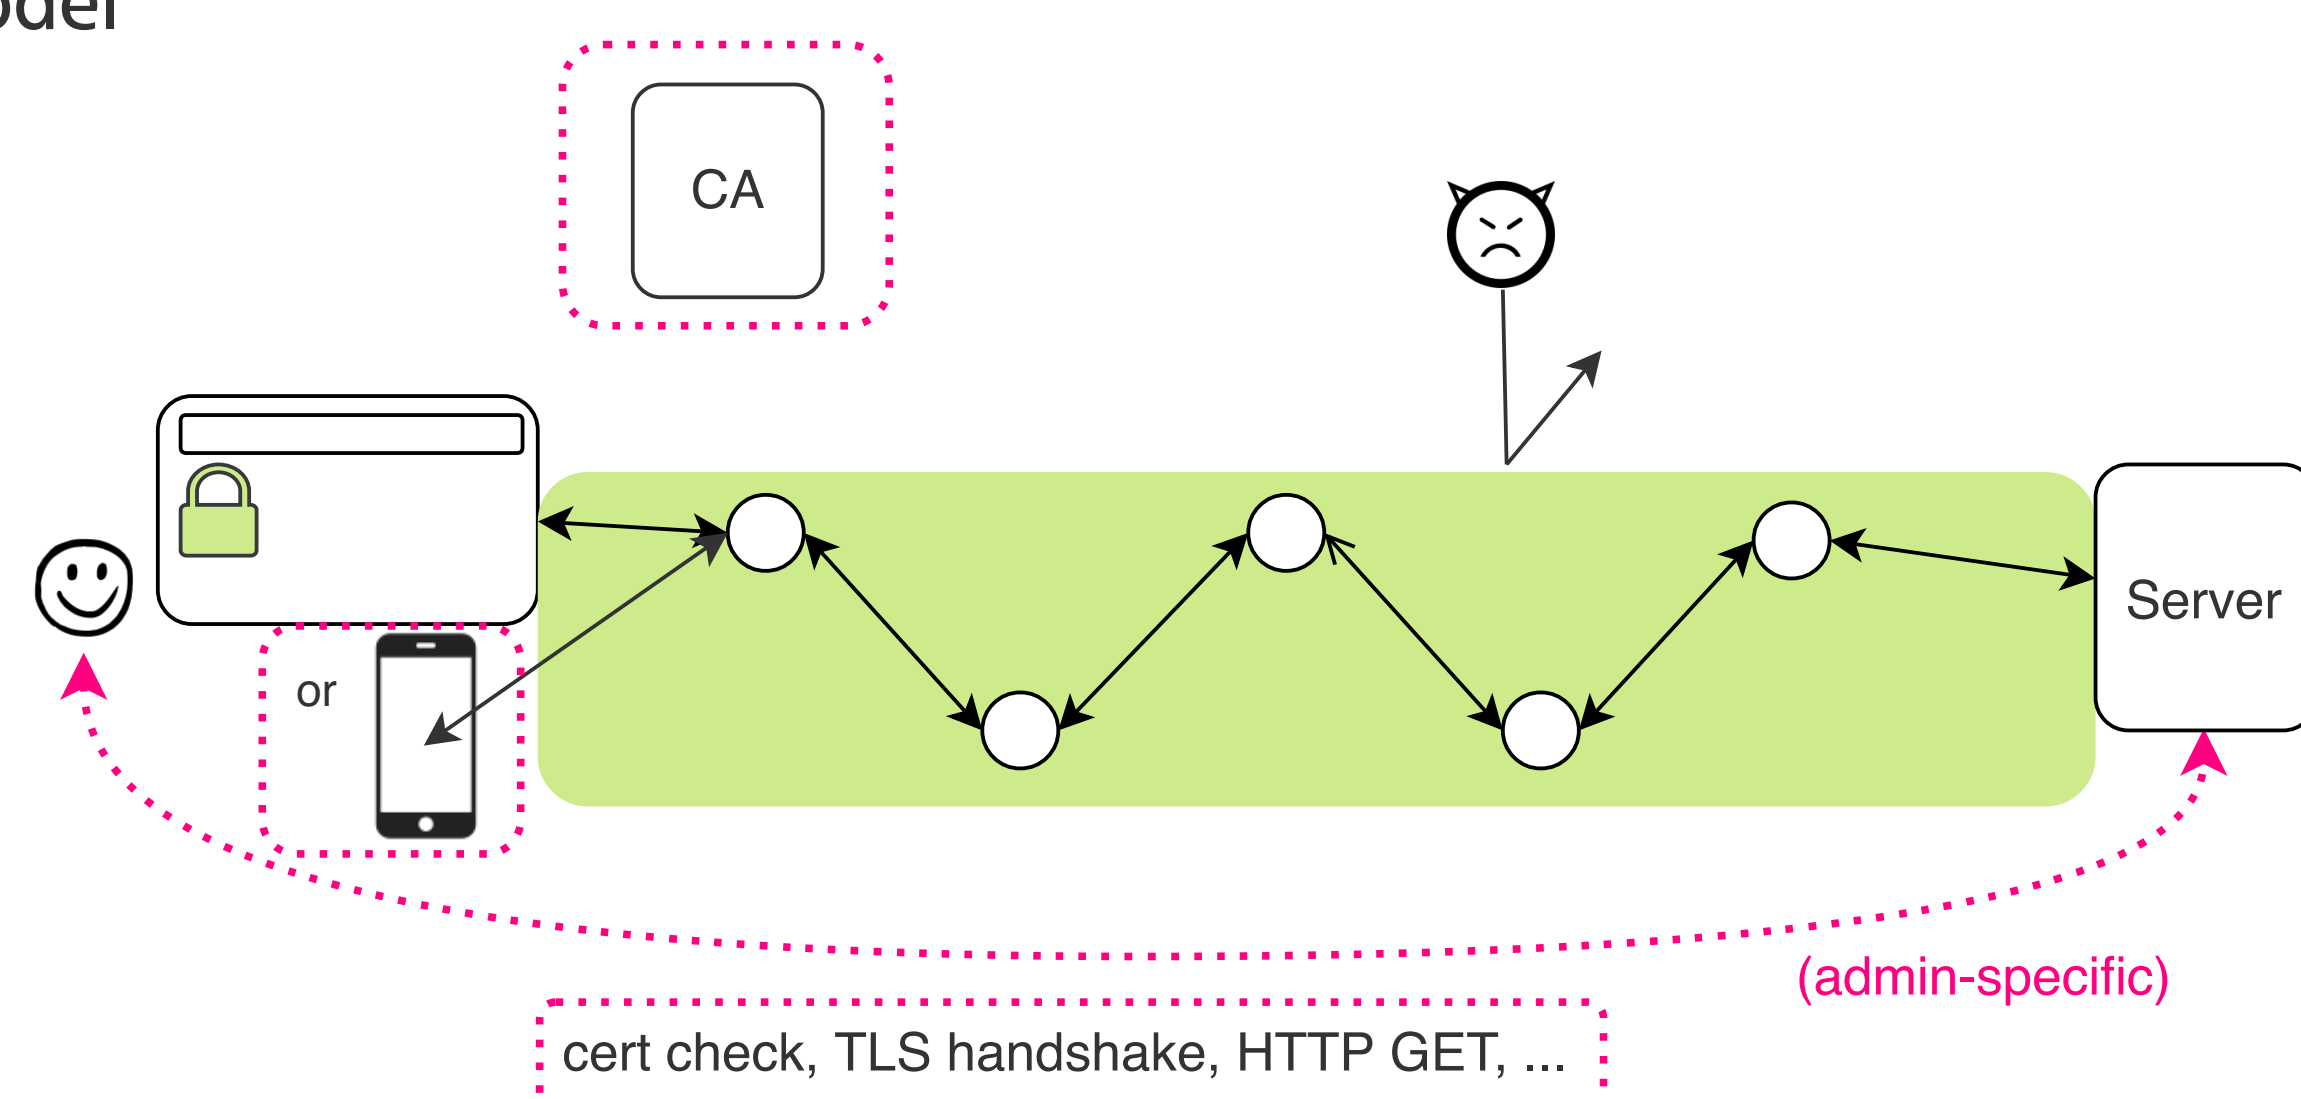 CA
or
Server
(admin-specific)
cert check, TLS handshake, HTTP GET, ...